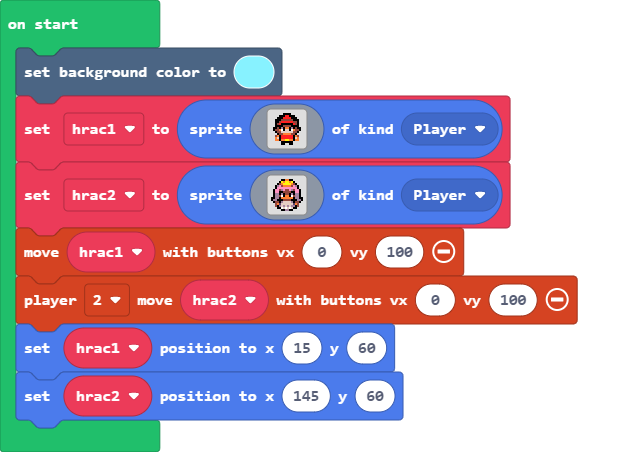 on start
set background color to
set hrac1 to sprite of kind Player
set hrac2 to sprite of kind Player
move hrac1 with buttons vx 0 vy 100
player 2 move hrac2 with buttons vx 0 vy 100
set hrac1 position to x 15 y 60
set hrac2 position to x 145 y 60